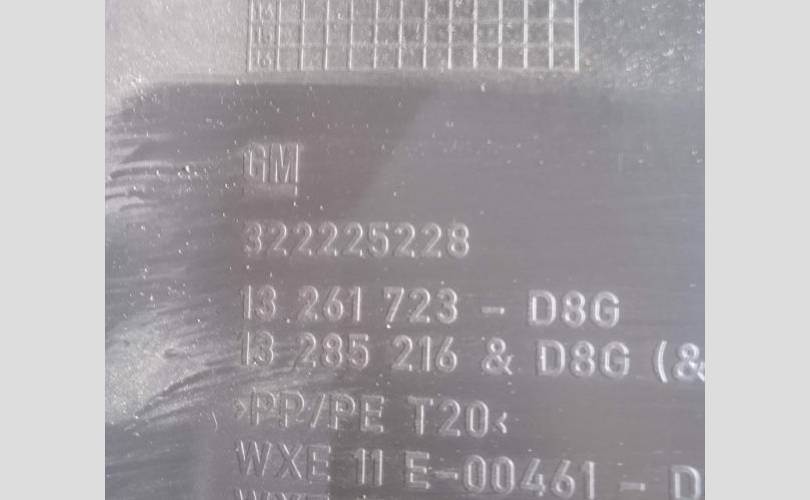 GM
322225228
13 261 723 - D8G
13 285 216 & D8G (&
>PP/PE T20<
WXE 11 E-00461 - D